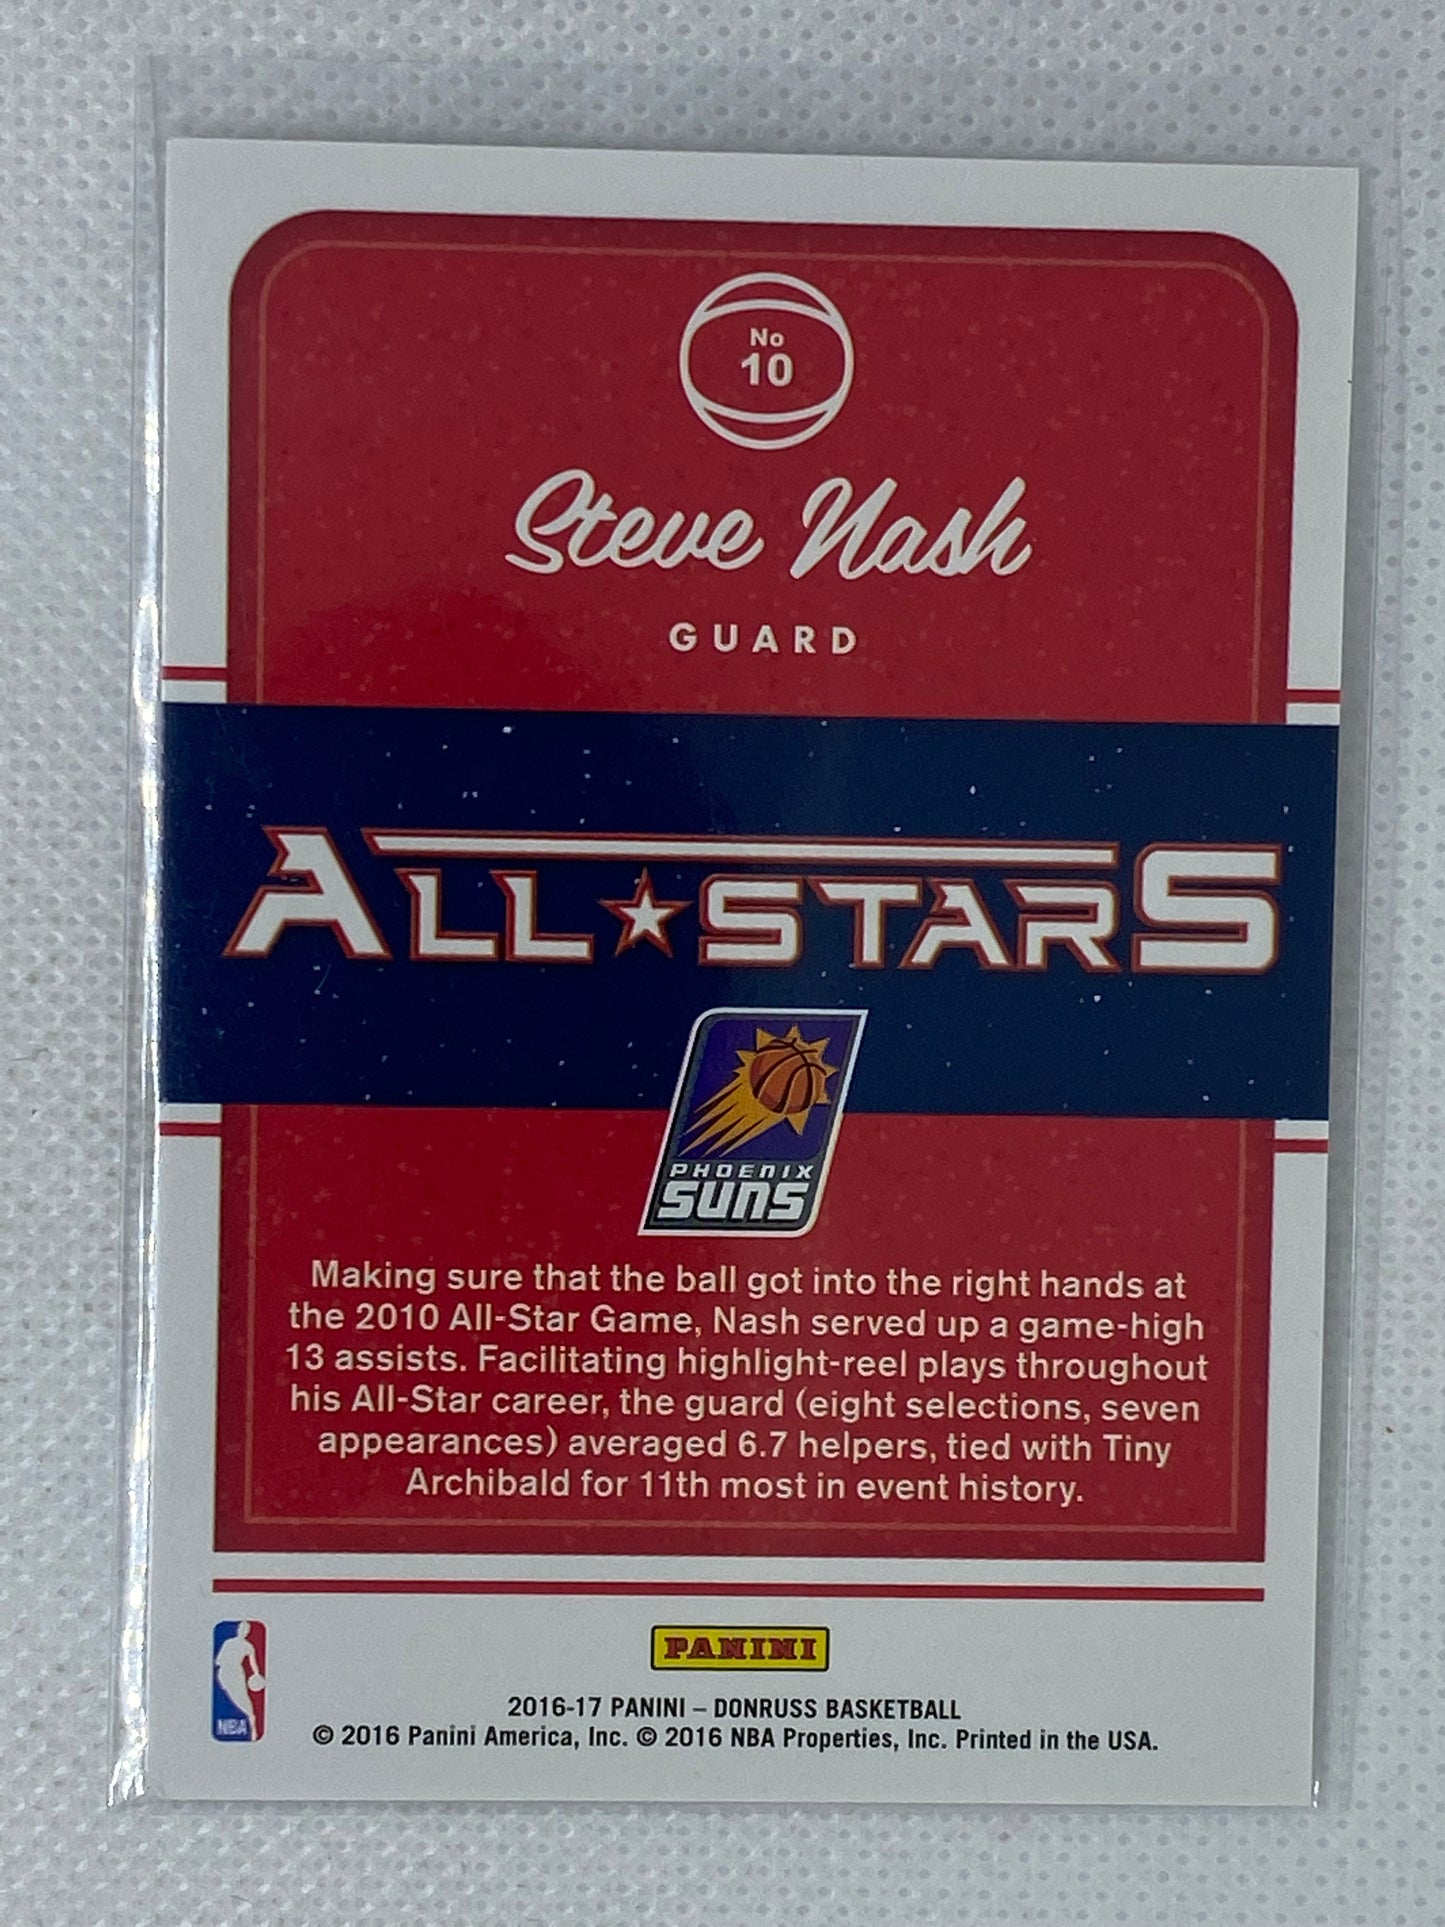 No
10
Steve Nash
GUARD
ALL★STARS
PHOENIX
SUNS
Making sure that the ball got into the right hands at
the 2010 All-Star Game, Nash served up a game-high
13 assists. Facilitating highlight-reel plays throughout
his All-Star career, the guard (eight selections, seven
appearances) averaged 6.7 helpers, tied with Tiny
Archibald for 11th most in event history.
NBA
PANINI
2016-17 PANINI – DONRUSS BASKETBALL
© 2016 Panini America, Inc. © 2016 NBA Properties, Inc. Printed in the USA.